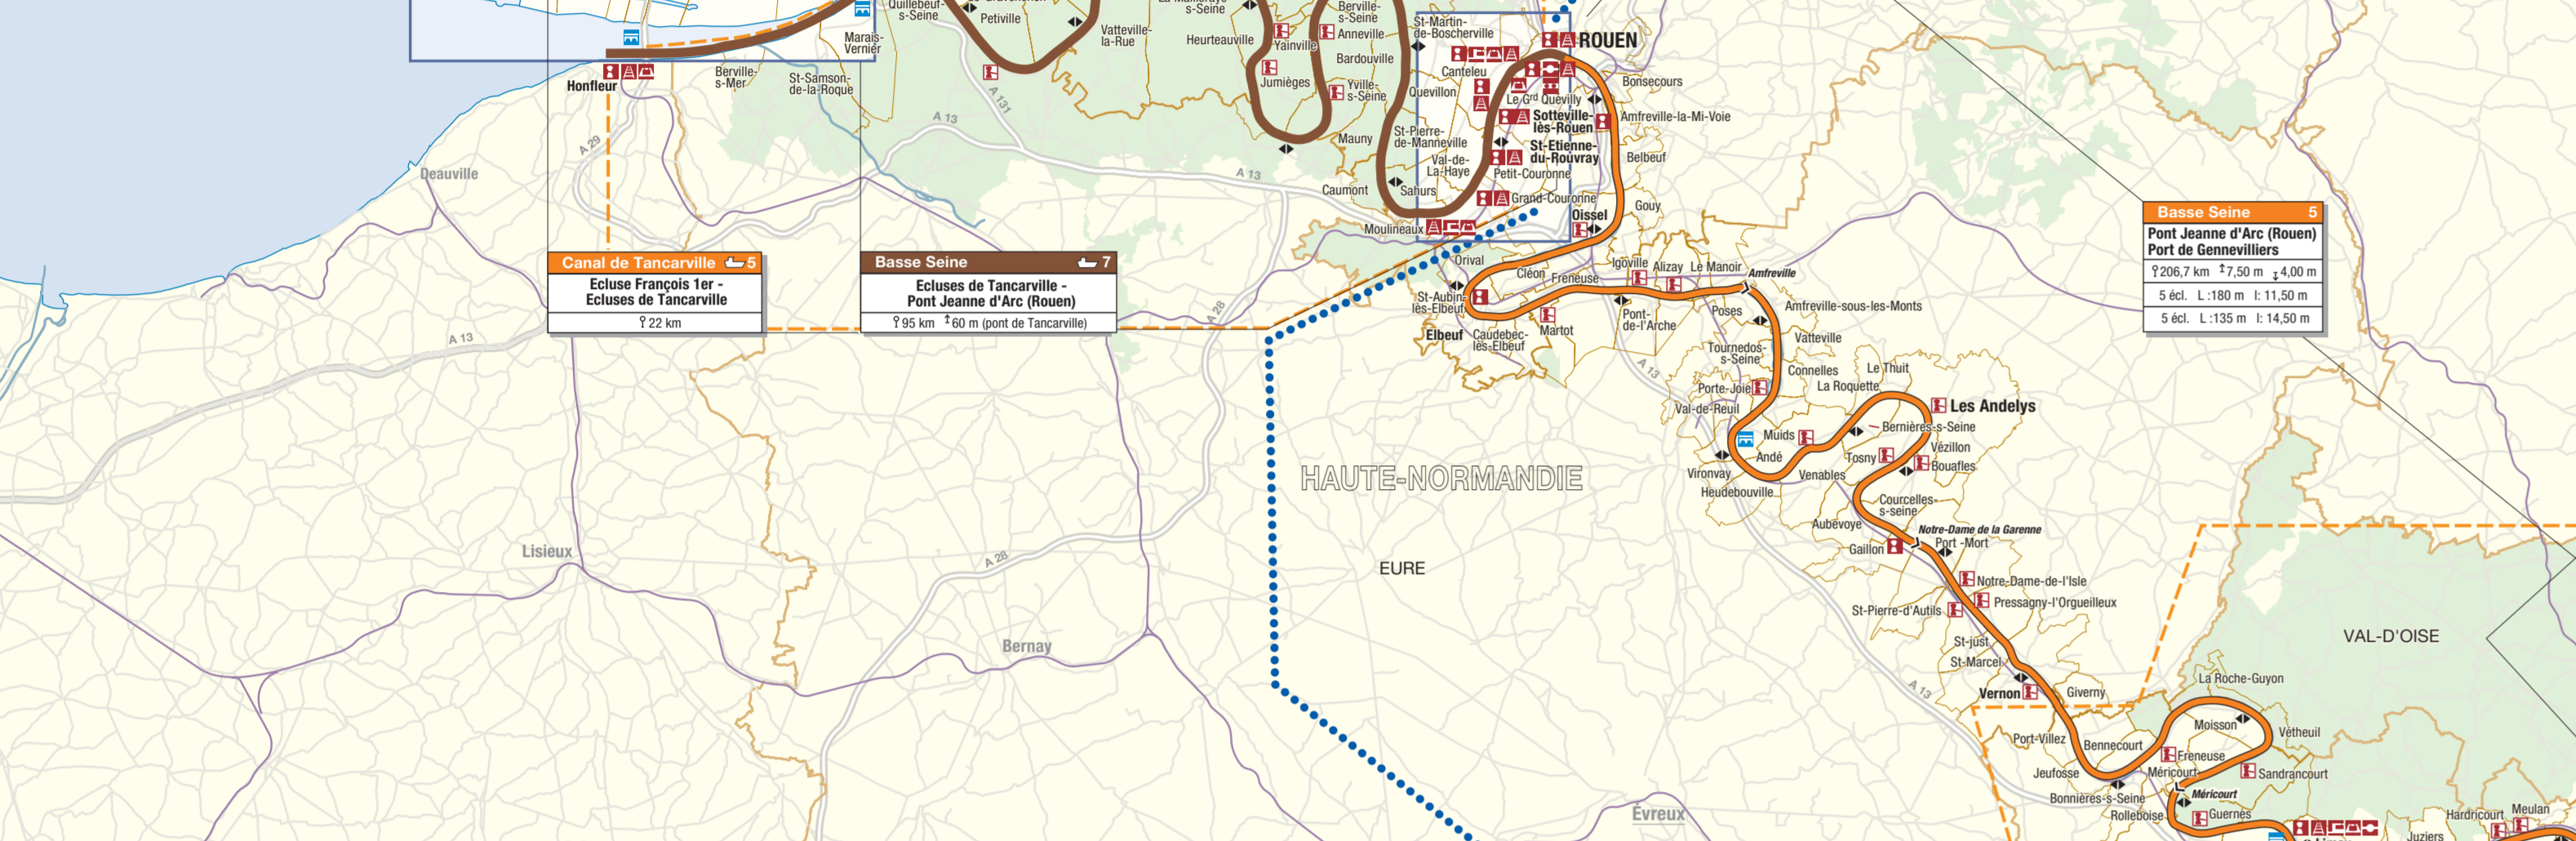 Quillebeuf-
s-Seine
Petiville
s-Seine
Berville-
s-Seine
St-Martin-
de-Boscherville
ROUEN
Marais-
Vernier
Vatteville-
la-Rue
Heurteauville
Yainville
Anneville
Bardouville
Canteleu
Bonsecours
Honfleur
Berville-
s-Mer
St-Samson-
de-la-Roque
A 131
Jumièges
Yville-
s-Seine
Quevillon
Le Grd Quevilly
Sotteville-
lès-Rouen
Amfreville-la-Mi-Voie
A 29
A 13
Mauny
St-Pierre-
de-Manneville
St-Etienne-
du-Rouvray
Belbeuf
Val-de-
La-Haye
Petit-Couronne
Deauville
A 13
Caumont
Sahurs
Grand-Couronne
Gouy
Oissel
Moulineaux
Basse Seine 5
Pont Jeanne d'Arc (Rouen)
Port de Gennevilliers
206,7 km 7,50 m 4,00 m
5 écl. L :180 m l: 11,50 m
5 écl. L :135 m l: 14,50 m
Canal de Tancarville 5
Ecluse François 1er -
Ecluses de Tancarville
22 km
Basse Seine 7
Ecluses de Tancarville -
Pont Jeanne d'Arc (Rouen)
95 km 60 m (pont de Tancarville)
Orival
Cléon
Freneuse
Igoville
Alizay
Le Manoir
Amfreville
A 28
St-Aubin-
lès-Elbeuf
Amfreville-sous-les-Monts
Pont-
de-l'Arche
Poses
Martot
Elbeuf
Caudebec-
lès-Elbeuf
A 13
Vatteville
Tournedos-
s-Seine
A 13
Connelles
Le Thuit
La Roquette
Porte-Joie
Val-de-Reuil
Les Andelys
Bernières-s-Seine
Muids
Andé
Tosny
Vézillon
Bouafles
HAUTE-NORMANDIE
Vironvay
Venables
Heudebouville
Courcelles-
s-seine
Aubevoye
Notre-Dame de la Garenne
Port -Mort
Gaillon
Lisieux
A 28
EURE
Notre-Dame-de-l'Isle
Pressagny-l'Orgueilleux
St-Pierre-d'Autils
VAL-D'OISE
St-just
Bernay
St-Marcel
La Roche-Guyon
A 13
Vernon
Giverny
Moisson
Vètheuil
Port-Villez
Bennecourt
Freneuse
Jeufosse
Méricourt
Sandrancourt
Bonnières-s-Seine
Méricourt
Évreux
Rolleboise
Guernes
Hardricourt
Meulan
Juziers